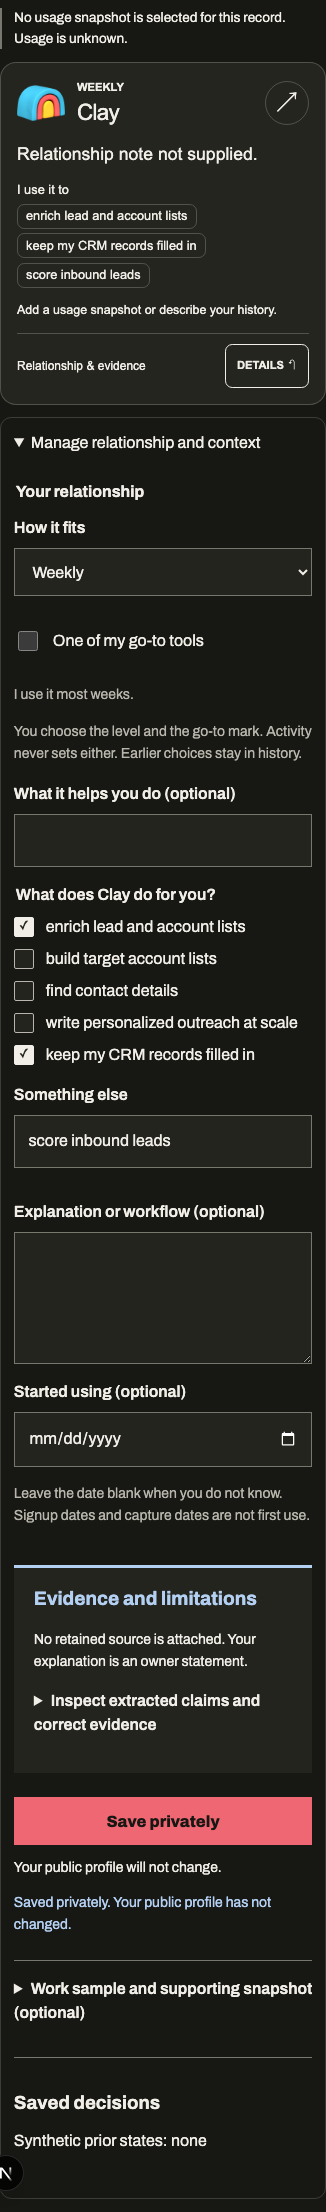 No usage snapshot is selected for this record.
Usage is unknown.
WEEKLY
Clay
Relationship note not supplied.
I use it to
enrich lead and account lists
keep my CRM records filled in
score inbound leads
Add a usage snapshot or describe your history.
Relationship & evidence
DETAILS
Manage relationship and context
Your relationship
How it fits
Weekly
One of my go-to tools
I use it most weeks.
You choose the level and the go-to mark. Activity
never sets either. Earlier choices stay in history.
What it helps you do (optional)
What does Clay do for you?
enrich lead and account lists
build target account lists
find contact details
write personalized outreach at scale
keep my CRM records filled in
Something else
score inbound leads
Explanation or workflow (optional)
Started using (optional)
mm/dd/yyyy
Leave the date blank when you do not know.
Signup dates and capture dates are not first use.
Evidence and limitations
No retained source is attached. Your
explanation is an owner statement.
Inspect extracted claims and
correct evidence
Save privately
Your public profile will not change.
Saved privately. Your public profile has not
changed.
Work sample and supporting snapshot
(optional)
Saved decisions
Synthetic prior states: none
N